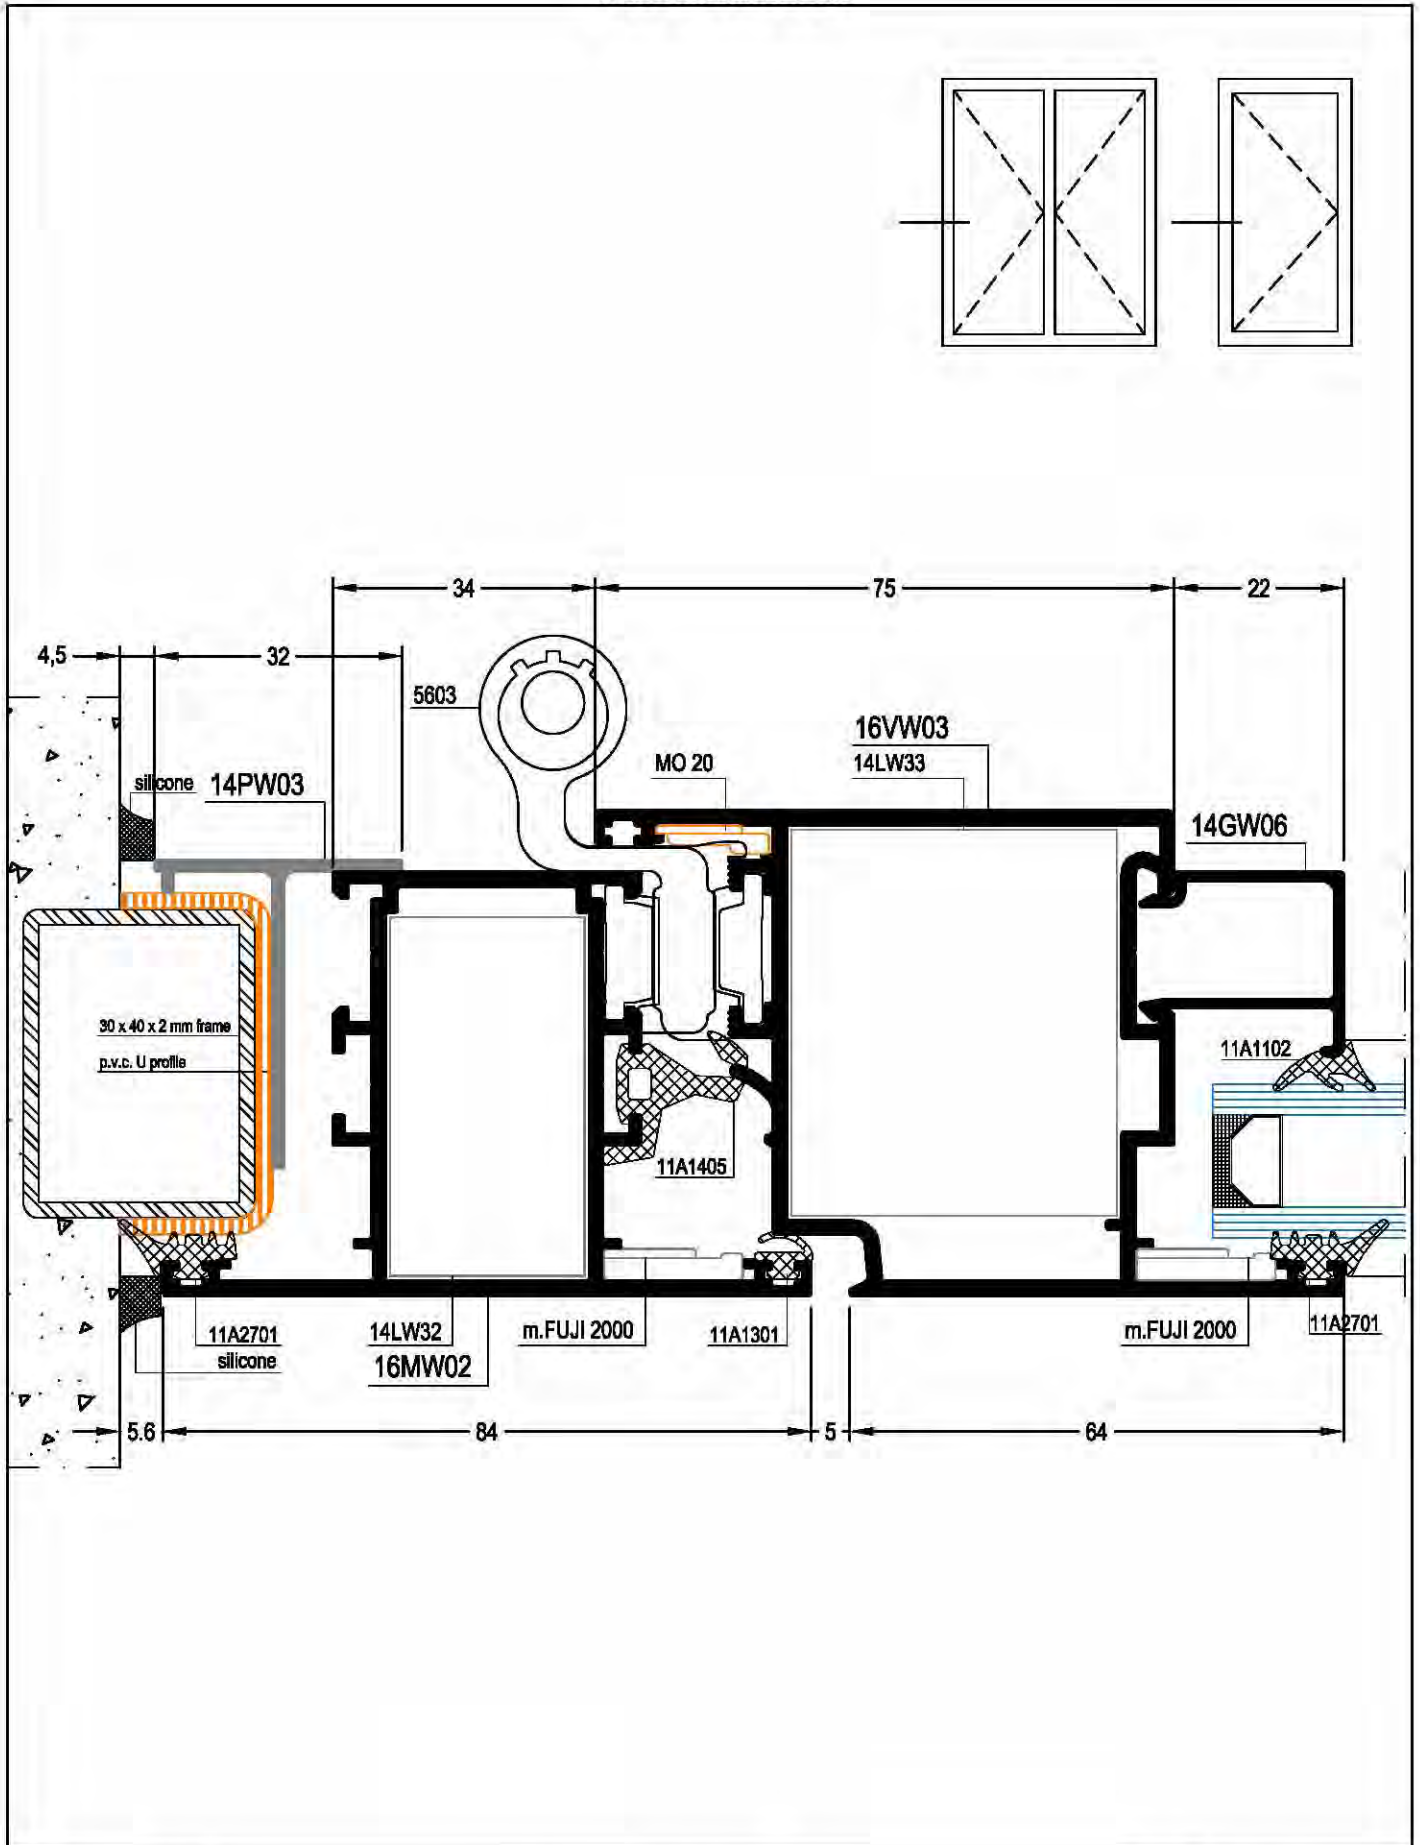 34
75
22
4,5
32
5603
16VW03
MO 20
14LW33
silicone
14PW03
14GW06
30 x 40 x 2 mm frame
11A1102
p.v.c. U profile
11A1405
11A2701
14LW32
m.FUJI 2000
11A1301
m.FUJI 2000
11A2701
silicone
16MW02
5.6
84
5
64